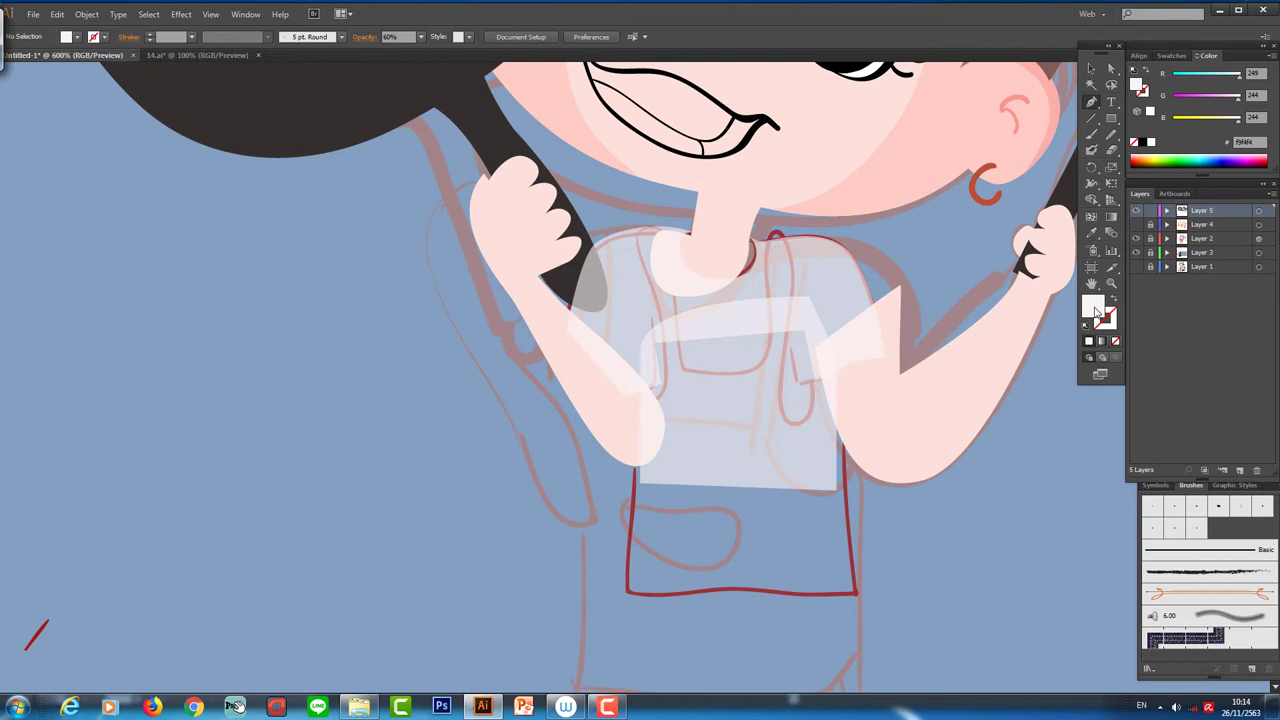 Ai File Edit Object Type Select Effect View Window Help Br Web
No Selection Stroke: 5 pt. Round Opacity: 60% Style: Document Setup Preferences
Untitled-1* @ 600% (RGB/Preview) × 14.ai* @ 100% (RGB/Preview) ×
Align Swatches Color
R 249
G 244
B 244
# f9f4f4
Layers Artboards
Layer 5
Layer 4
Layer 2
Layer 3
Layer 1
5 Layers
Symbols Brushes Graphic Styles
Basic
6.00
EN 10:14
26/11/2563